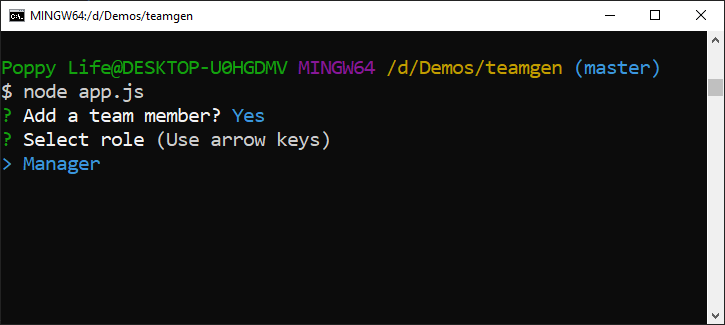 MINGW64:/d/Demos/teamgen
Poppy Life@DESKTOP-U0HGDMV MINGW64 /d/Demos/teamgen (master)
$ node app.js
? Add a team member? Yes
? Select role (Use arrow keys)
> Manager